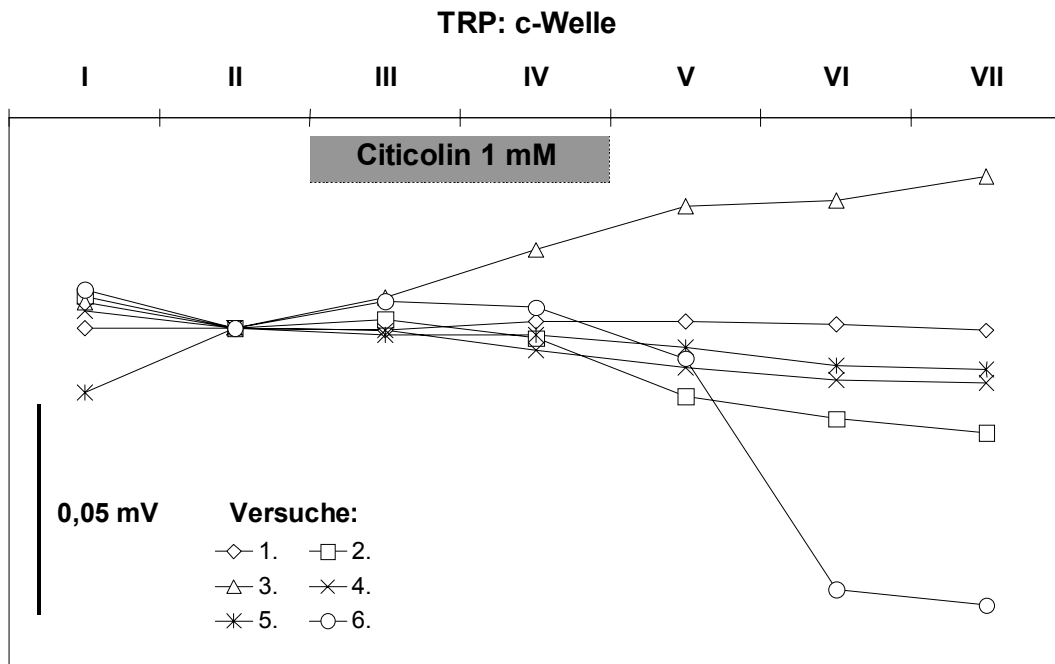 TRP: c-Welle
I II III IV V VI VII
Citicolin 1 mM
0,05 mV
Versuche:
1. 2.
3. 4.
5. 6.